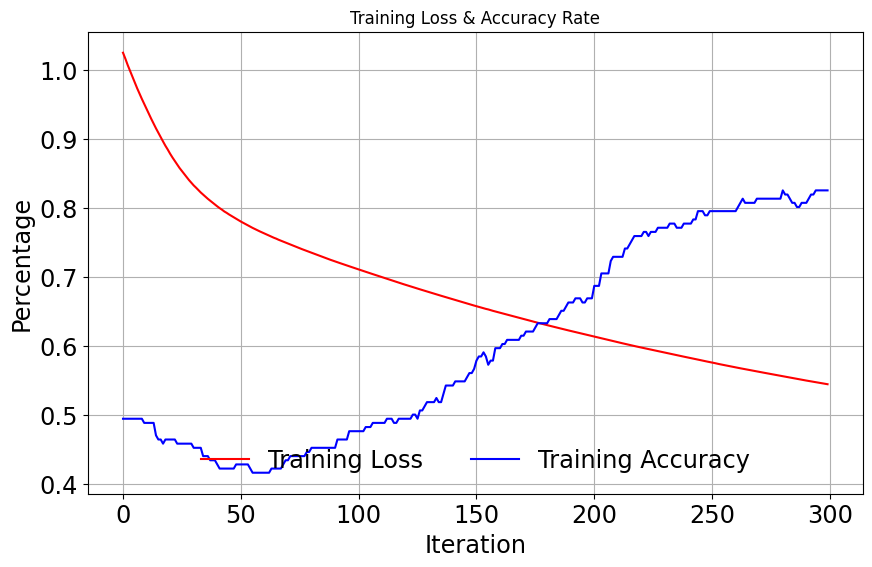 Training Loss & Accuracy Rate
Percentage
1.0
0.9
0.8
0.7
0.6
0.5
0.4
Training Loss
Training Accuracy
0 50 100 150 200 250 300
Iteration